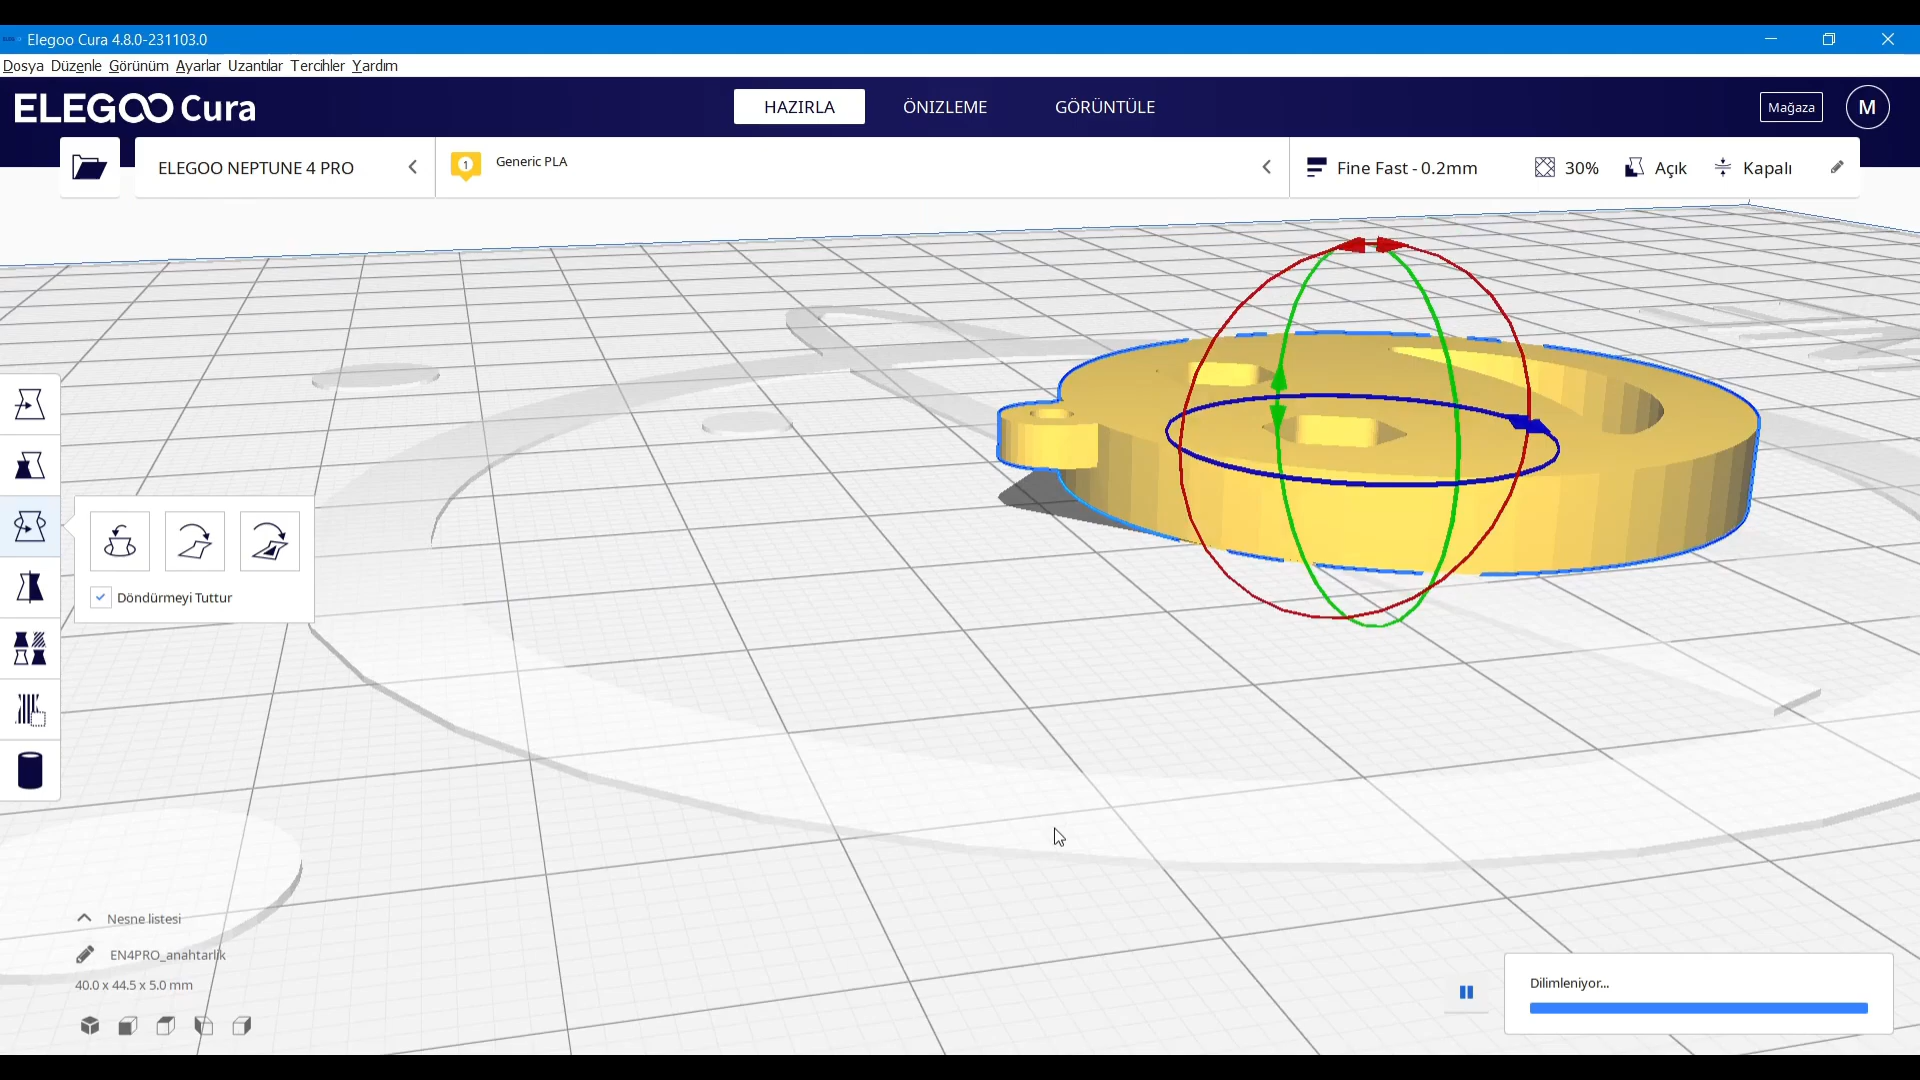 Elegoo Cura 4.8.0-231103.0
Dosya Düzenle Görünüm Ayarlar Uzantılar Tercihler Yardım
ELEGOO Cura
HAZIRLA
ÖNİZLEME
GÖRÜNTÜLE
Mağaza
M
ELEGOO NEPTUNE 4 PRO
1
Generic PLA
Fine Fast - 0.2mm
30%
Açık
Kapalı
Döndürmeyi Tuttur
Nesne listesi
EN4PRO_anahtarlik
40.0 x 44.5 x 5.0 mm
Dilimleniyor...